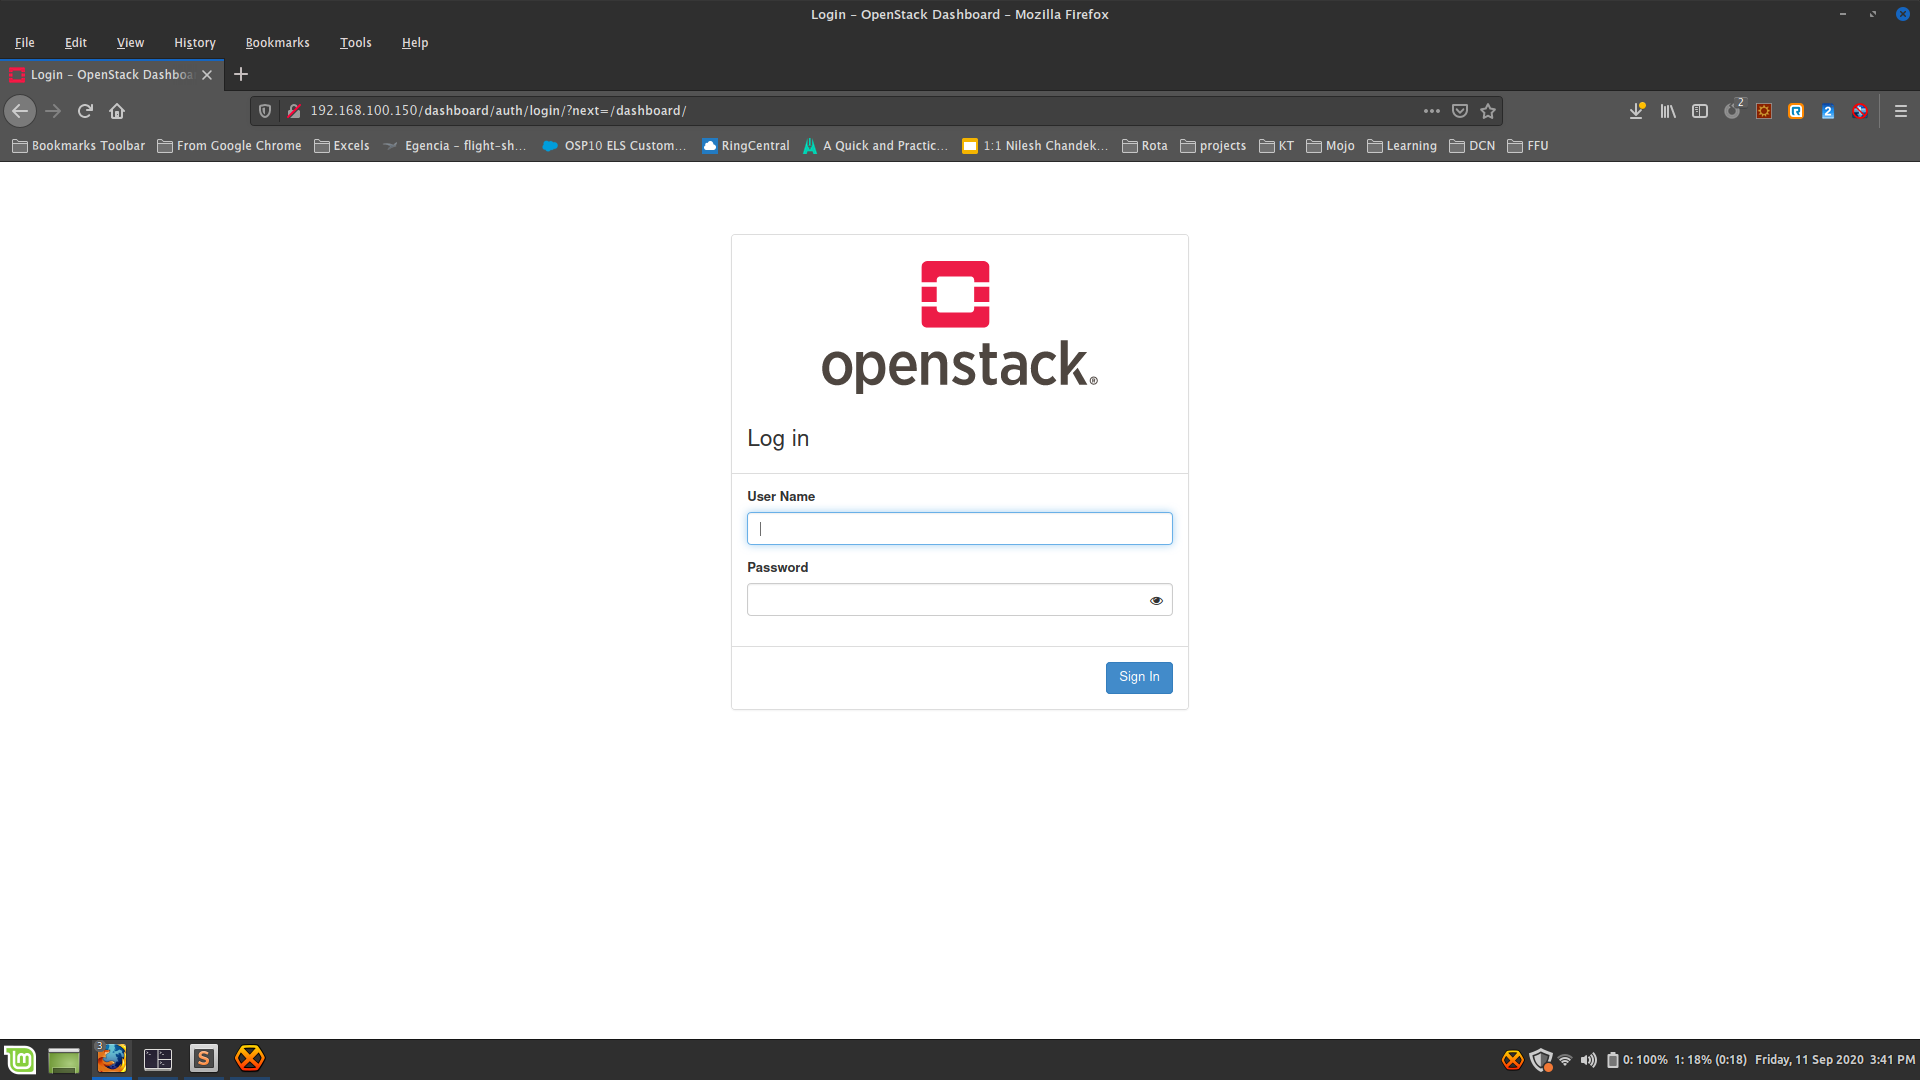 Login - OpenStack Dashboard - Mozilla Firefox
File Edit View History Bookmarks Tools Help
Login - OpenStack Dashboa
192.168.100.150/dashboard/auth/login/?next=/dashboard/
2
2
Bookmarks Toolbar From Google Chrome Excels Egencia - flight-sh... OSP10 ELS Custom... RingCentral A Quick and Practic... 1:1 Nilesh Chandek... Rota projects KT Mojo Learning DCN FFU
openstack®
Log in
User Name
Password
Sign In
3
S
0: 100% 1: 18% (0:18) Friday, 11 Sep 2020 3:41 PM